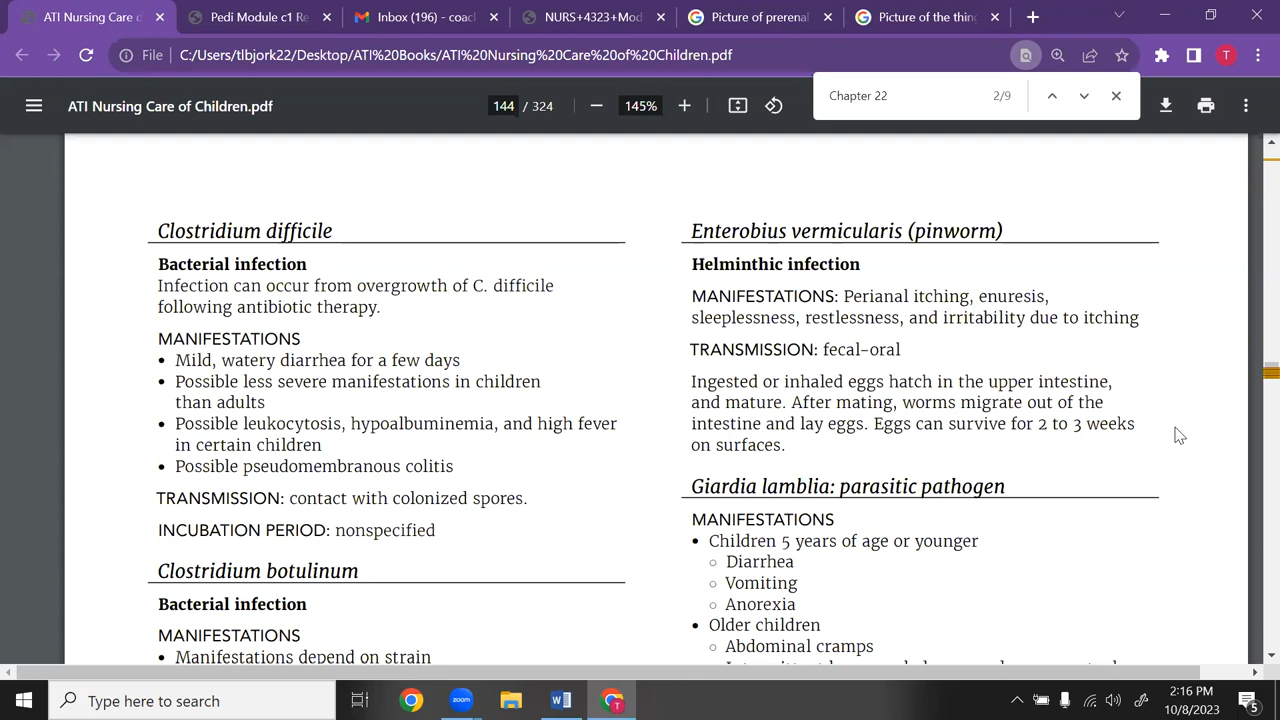 ATI Nursing Care of
Pedi Module c1 Re
Inbox (196) - coac
NURS+4323+Mod
Picture of prerena
Picture of the thin
File
C:/Users/tlbjork22/Desktop/ATI%20Books/ATI%20Nursing%20Care%20of%20Children.pdf
T
ATI Nursing Care of Children.pdf
144 / 324
145%
Chapter 22
2/9
Clostridium difficile
Bacterial infection
Infection can occur from overgrowth of C. difficile
following antibiotic therapy.
MANIFESTATIONS
• Mild, watery diarrhea for a few days
• Possible less severe manifestations in children
than adults
• Possible leukocytosis, hypoalbuminemia, and high fever
in certain children
• Possible pseudomembranous colitis
TRANSMISSION: contact with colonized spores.
INCUBATION PERIOD: nonspecified
Clostridium botulinum
Bacterial infection
MANIFESTATIONS
• Manifestations depend on strain
Enterobius vermicularis (pinworm)
Helminthic infection
MANIFESTATIONS: Perianal itching, enuresis,
sleeplessness, restlessness, and irritability due to itching
TRANSMISSION: fecal-oral
Ingested or inhaled eggs hatch in the upper intestine,
and mature. After mating, worms migrate out of the
intestine and lay eggs. Eggs can survive for 2 to 3 weeks
on surfaces.
Giardia lamblia: parasitic pathogen
MANIFESTATIONS
• Children 5 years of age or younger
○ Diarrhea
○ Vomiting
○ Anorexia
• Older children
○ Abdominal cramps
Type here to search
zoom
W
T
2:16 PM
10/8/2023
5